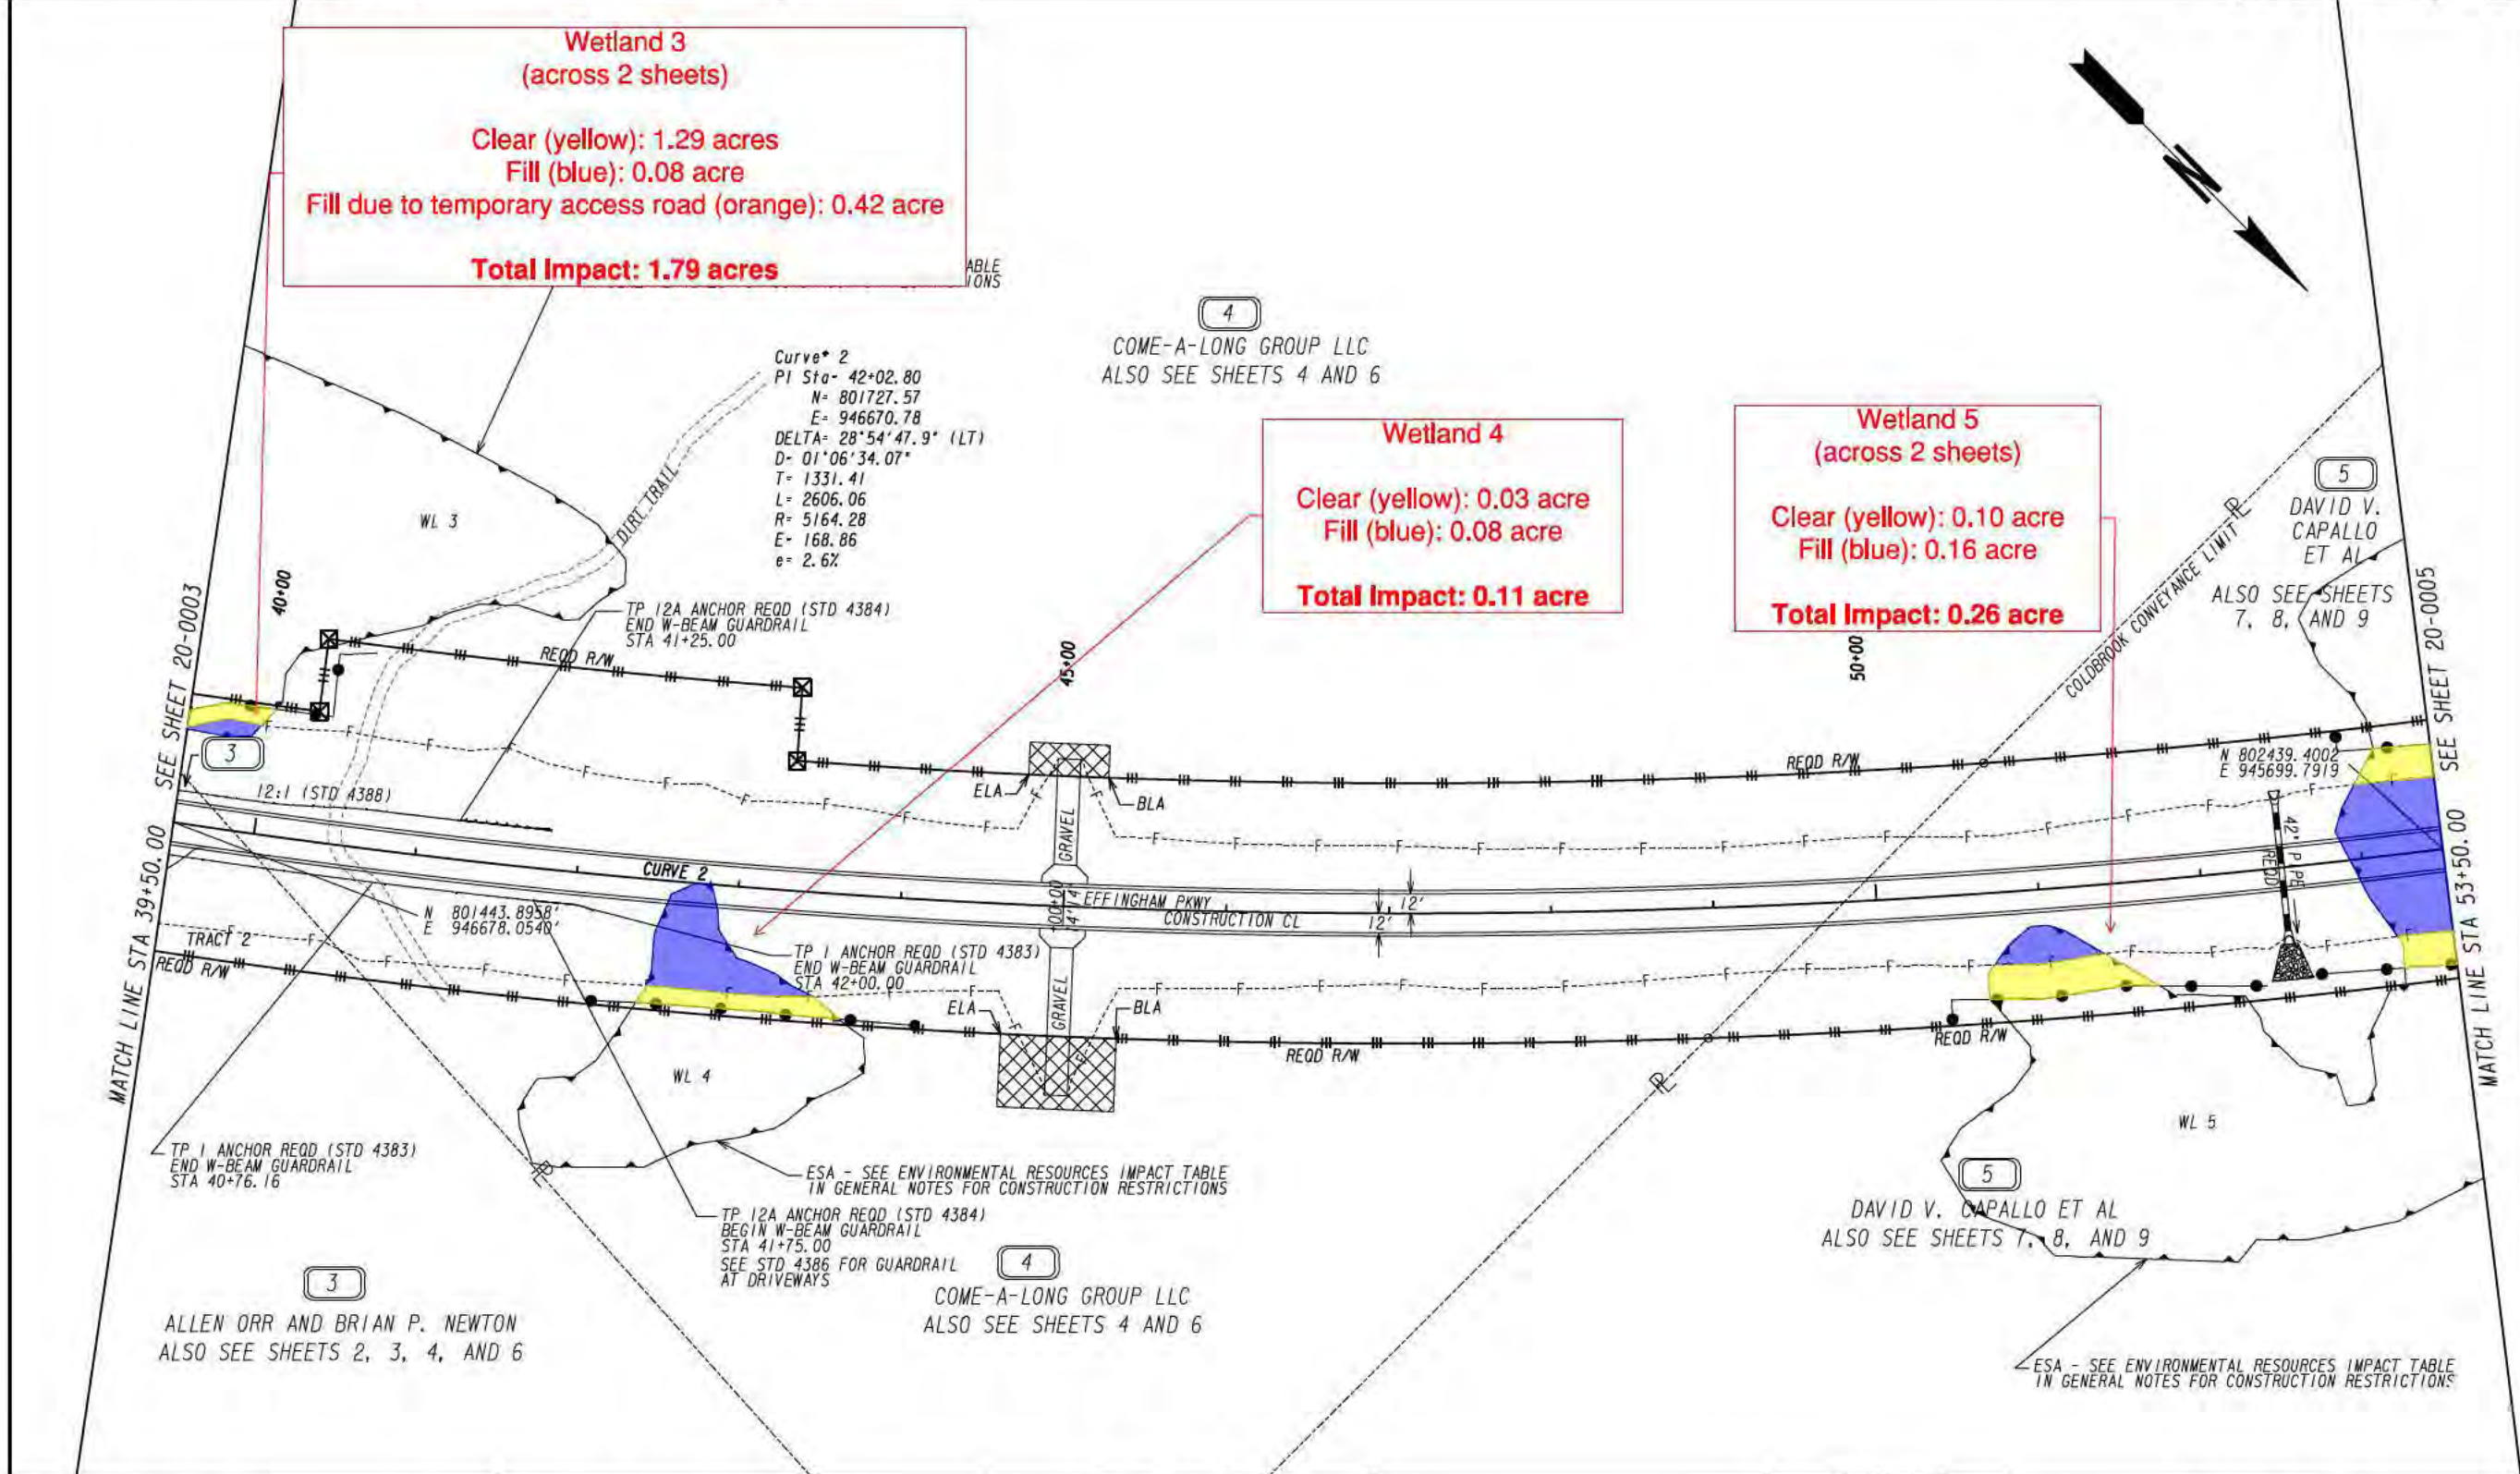 Wetland 3
(across 2 sheets)
Clear (yellow): 1.29 acres
Fill (blue): 0.08 acre
Fill due to temporary access road (orange): 0.42 acre
Total Impact: 1.79 acres
ABLE
IONS
N
4
COME-A-LONG GROUP LLC
ALSO SEE SHEETS 4 AND 6
Curve# 2
PI Sta= 42+02.80
N= 801727.57
E= 946670.78
DELTA= 28°54'47.9" (LT)
D= 01°06'34.07"
T= 1331.41
L= 2606.06
R= 5164.28
E= 168.86
e= 2.6%
Wetland 4
Clear (yellow): 0.03 acre
Fill (blue): 0.08 acre
Total Impact: 0.11 acre
Wetland 5
(across 2 sheets)
Clear (yellow): 0.10 acre
Fill (blue): 0.16 acre
Total Impact: 0.26 acre
5
DAVID V.
CAPALLO
ET AL
ALSO SEE SHEETS
7, 8, AND 9
WL 3
DIRT TRAIL
40+00
45+00
50+00
COLDBROOK CONVEYANCE LIMIT
PL
TP 12A ANCHOR REQD (STD 4384)
END W-BEAM GUARDRAIL
STA 41+25.00
REQD R/W
REQD R/W
SEE SHEET 20-0003
MATCH LINE STA 39+50.00
SEE SHEET 20-0005
MATCH LINE STA 53+50.00
3
12:1 (STD 4388)
ELA
BLA
GRAVEL
N 802439.4002
E 945699.7919
42" PIPE
REQD
CURVE 2
EFFINGHAM PKWY
CONSTRUCTION CL
12'
12'
14' 14'
N 801443.8958'
E 946678.0540'
TRACT 2
REQD R/W
TP 1 ANCHOR REQD (STD 4383)
END W-BEAM GUARDRAIL
STA 42+00.00
ELA
BLA
GRAVEL
REQD R/W
REQD R/W
WL 4
PL
WL 5
TP 1 ANCHOR REQD (STD 4383)
END W-BEAM GUARDRAIL
STA 40+76.16
PL
ESA - SEE ENVIRONMENTAL RESOURCES IMPACT TABLE
IN GENERAL NOTES FOR CONSTRUCTION RESTRICTIONS
TP 12A ANCHOR REQD (STD 4384)
BEGIN W-BEAM GUARDRAIL
STA 41+75.00
SEE STD 4386 FOR GUARDRAIL
AT DRIVEWAYS
5
DAVID V. CAPALLO ET AL
ALSO SEE SHEETS 7, 8, AND 9
3
ALLEN ORR AND BRIAN P. NEWTON
ALSO SEE SHEETS 2, 3, 4, AND 6
4
COME-A-LONG GROUP LLC
ALSO SEE SHEETS 4 AND 6
ESA - SEE ENVIRONMENTAL RESOURCES IMPACT TABLE
IN GENERAL NOTES FOR CONSTRUCTION RESTRICTIONS